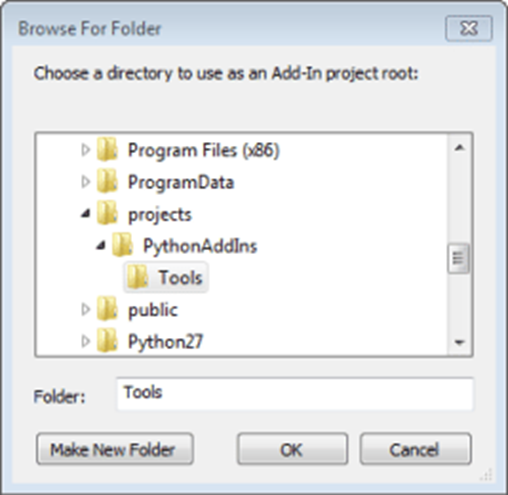 Browse For Folder
Choose a directory to use as an Add-In project root:
Program Files (x86)
ProgramData
projects
PythonAddIns
Tools
public
Python27
Folder: Tools
Make New Folder OK Cancel